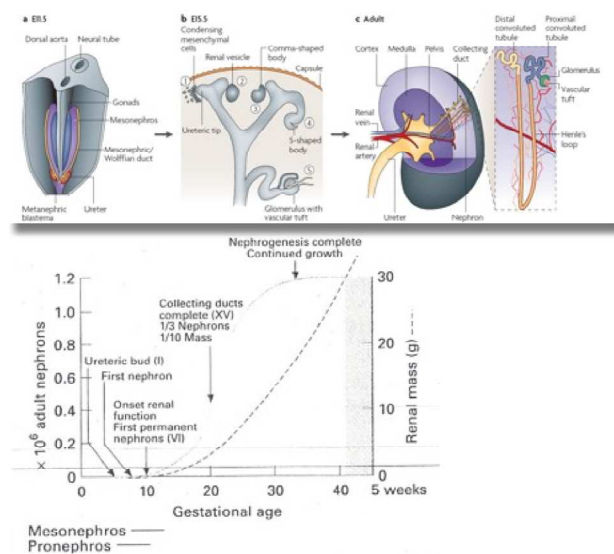 a E11.5
Dorsal aorta
Neural tube
Gonads
Mesonephros
Mesonephric/
Wolffian duct
Metanephric
blastema
Ureter
b E15.5
Condensing
mesenchymal
cells
Renal vesicle
Comma-shaped
body
Capsule
1
2
3
4
5
Ureteric tip
S-shaped
body
Glomerulus with
vascular tuft
c Adult
Cortex
Medulla
Pelvis
Collecting
duct
Renal
vein
Renal
artery
Ureter
Nephron
Distal
convoluted
tubule
Proximal
convoluted
tubule
Glomerulus
Vascular
tuft
Henle's
loop
Nephrogenesis complete
Continued growth
Collecting ducts
complete (XV)
1/3 Nephrons
1/10 Mass
Ureteric bud (I)
First nephron
Onset renal
function
First permanent
nephrons (VI)
× 10⁶ adult nephrons
1.2
1.0
0.8
0.6
0.4
0.2
0
Renal mass (g) ----
30
20
10
0
0 10 20 30 40 5 weeks
Gestational age
Mesonephros
Pronephros